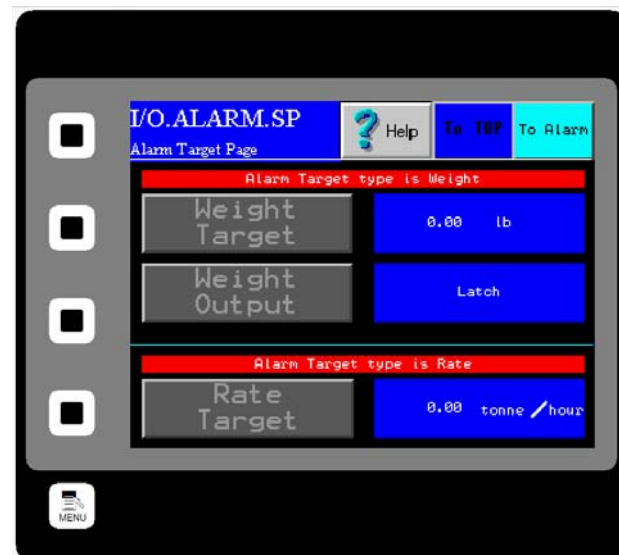 I/O.ALARM.SP
Alarm Target Page
Help
To TOP
To Alarm
Alarm Target type is Weight
Weight
Target
0.00 lb
Weight
Output
Latch
Alarm Target type is Rate
Rate
Target
0.00 tonne / hour
MENU